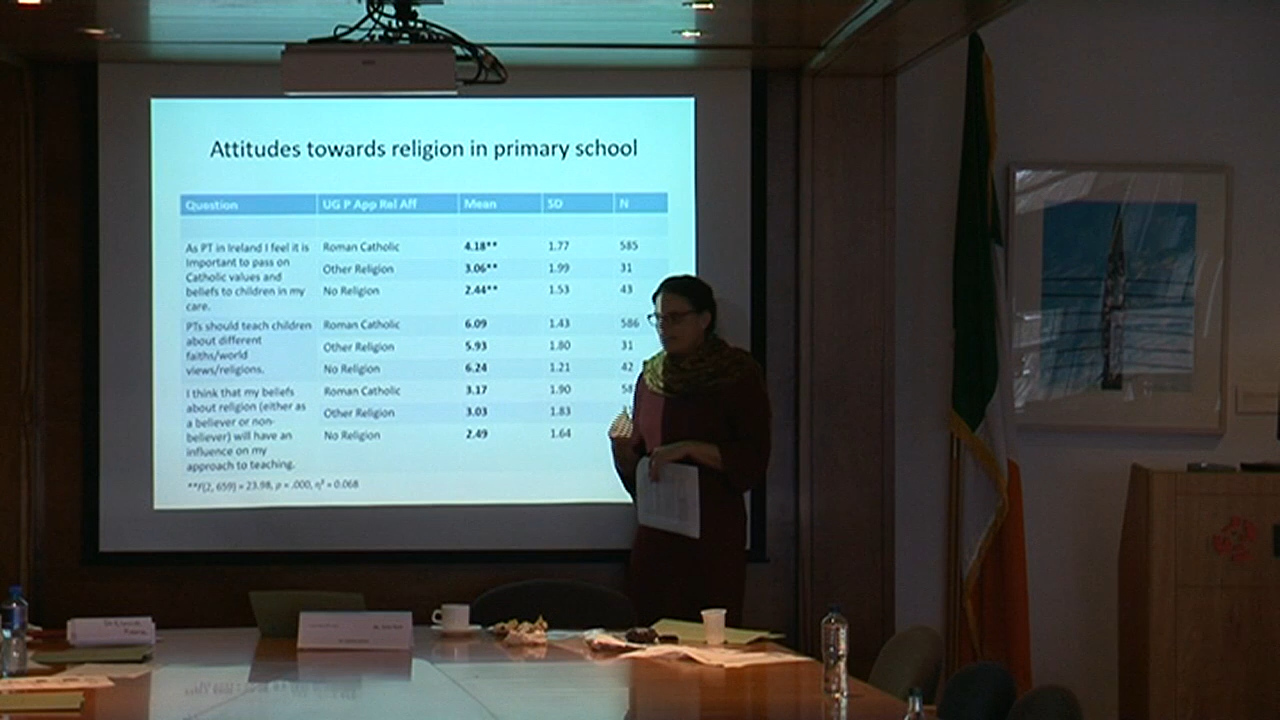 Attitudes towards religion in primary school
Question UG P App Rel Aff Mean SD N
As PT in Ireland I feel it is
important to pass on
Catholic values and
beliefs to children in my
care.
Roman Catholic 4.18** 1.77 585
Other Religion 3.06** 1.99 31
No Religion 2.44** 1.53 43
PTs should teach children
about different
faiths/world
views/religions.
Roman Catholic 6.09 1.43 586
Other Religion 5.93 1.80 31
No Religion 6.24 1.21 42
I think that my beliefs
about religion (either as
a believer or non-
believer) will have an
influence on my
approach to teaching.
Roman Catholic 3.17 1.90 58
Other Religion 3.03 1.83
No Religion 2.49 1.64
**F(2, 659) = 23.98, p = .000, η² = 0.068